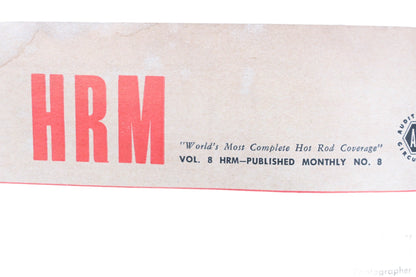 HRM
"World's Most Complete Hot Rod Coverage"
VOL. 8 HRM—PUBLISHED MONTHLY NO. 8